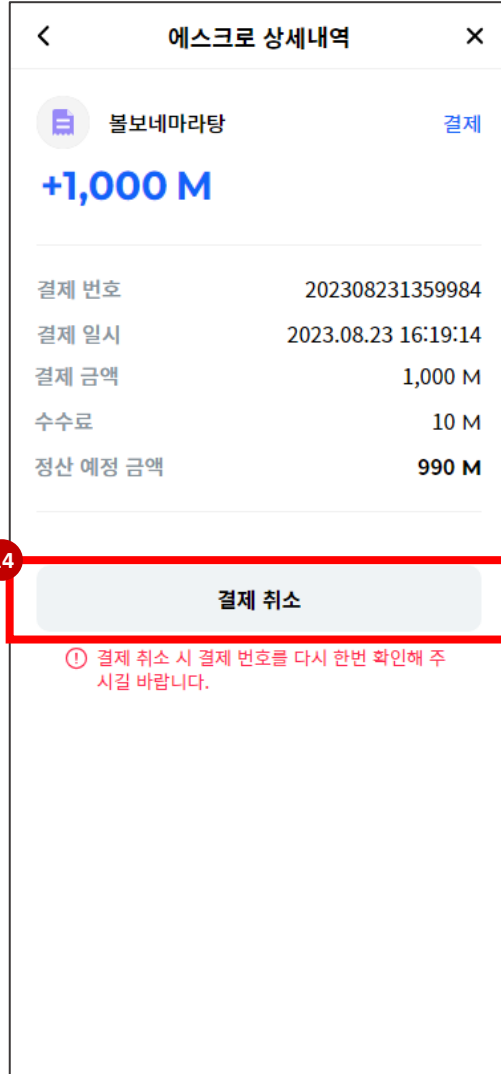 에스크로 상세내역
볼보네마라탕 결제
+1,000 M
결제 번호 202308231359984
결제 일시 2023.08.23 16:19:14
결제 금액 1,000 M
수수료 10 M
정산 예정 금액 990 M
4
결제 취소
결제 취소 시 결제 번호를 다시 한번 확인해 주
시길 바랍니다.